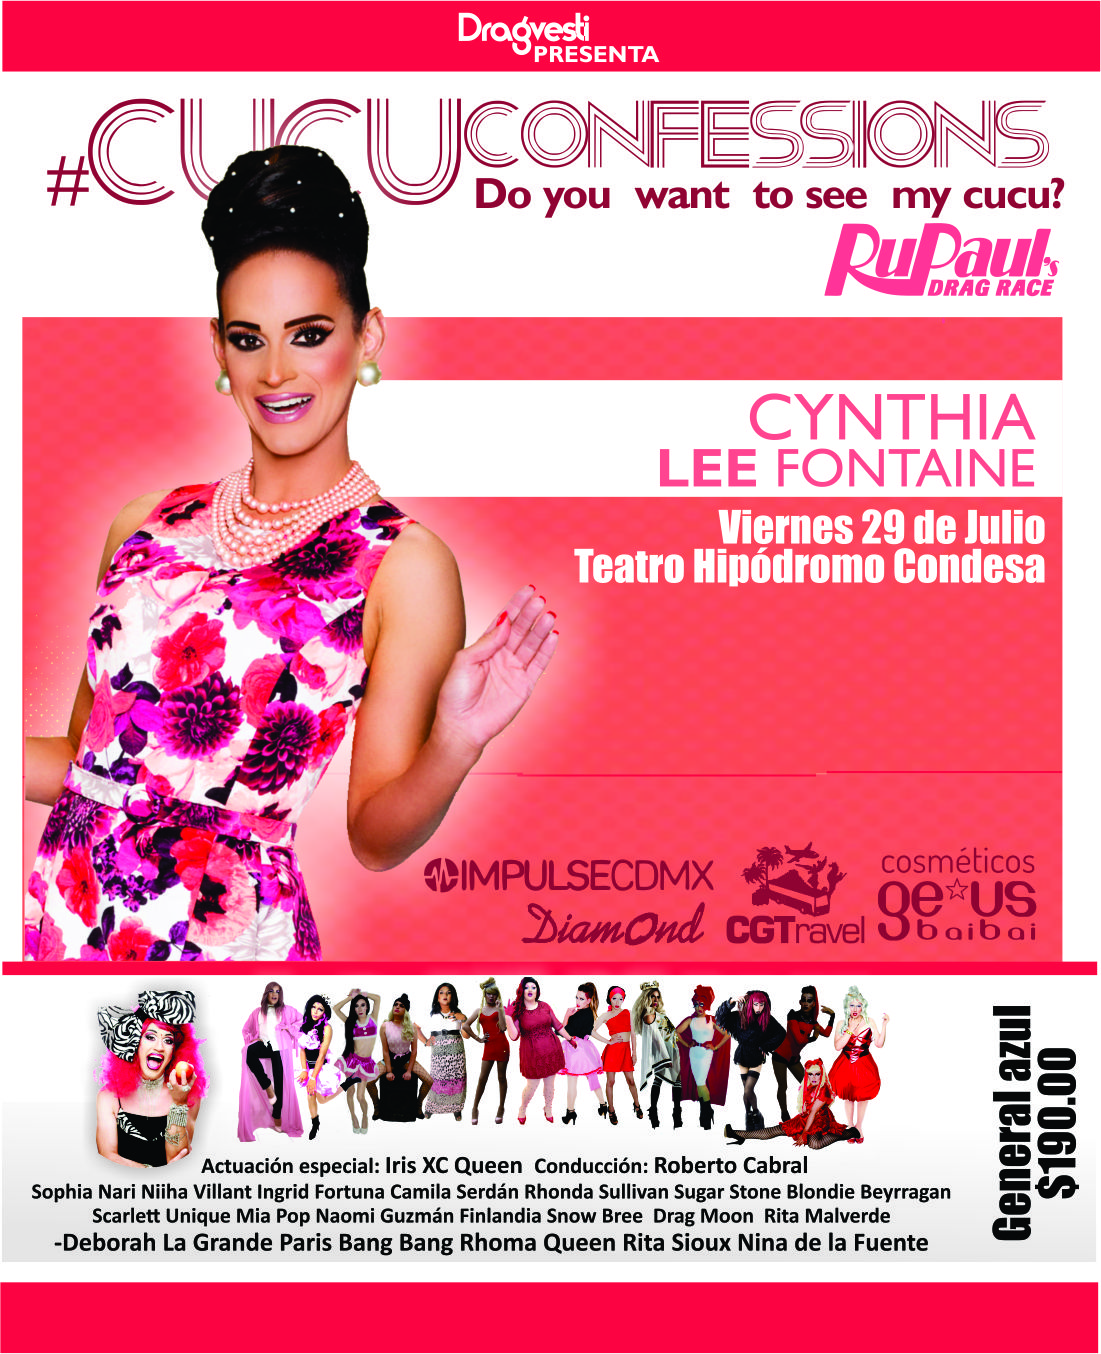 Dragvesti
PRESENTA
#CUCUCONFESSIONS
Do you want to see my cucu?
RuPaul's
DRAG RACE
CYNTHIA
LEE FONTAINE
Viernes 29 de Julio
Teatro Hipódromo Condesa
IMPULSECDMX
DiamOnd
CGTravel
cosméticos
ge☆us
baibai
Actuación especial: Iris XC Queen Conducción: Roberto Cabral
Sophia Nari Niiha Villant Ingrid Fortuna Camila Serdán Rhonda Sullivan Sugar Stone Blondie Beyrragan
Scarlett Unique Mia Pop Naomi Guzmán Finlandia Snow Bree Drag Moon Rita Malverde
-Deborah La Grande Paris Bang Bang Rhoma Queen Rita Sioux Nina de la Fuente
General azul
$190.00